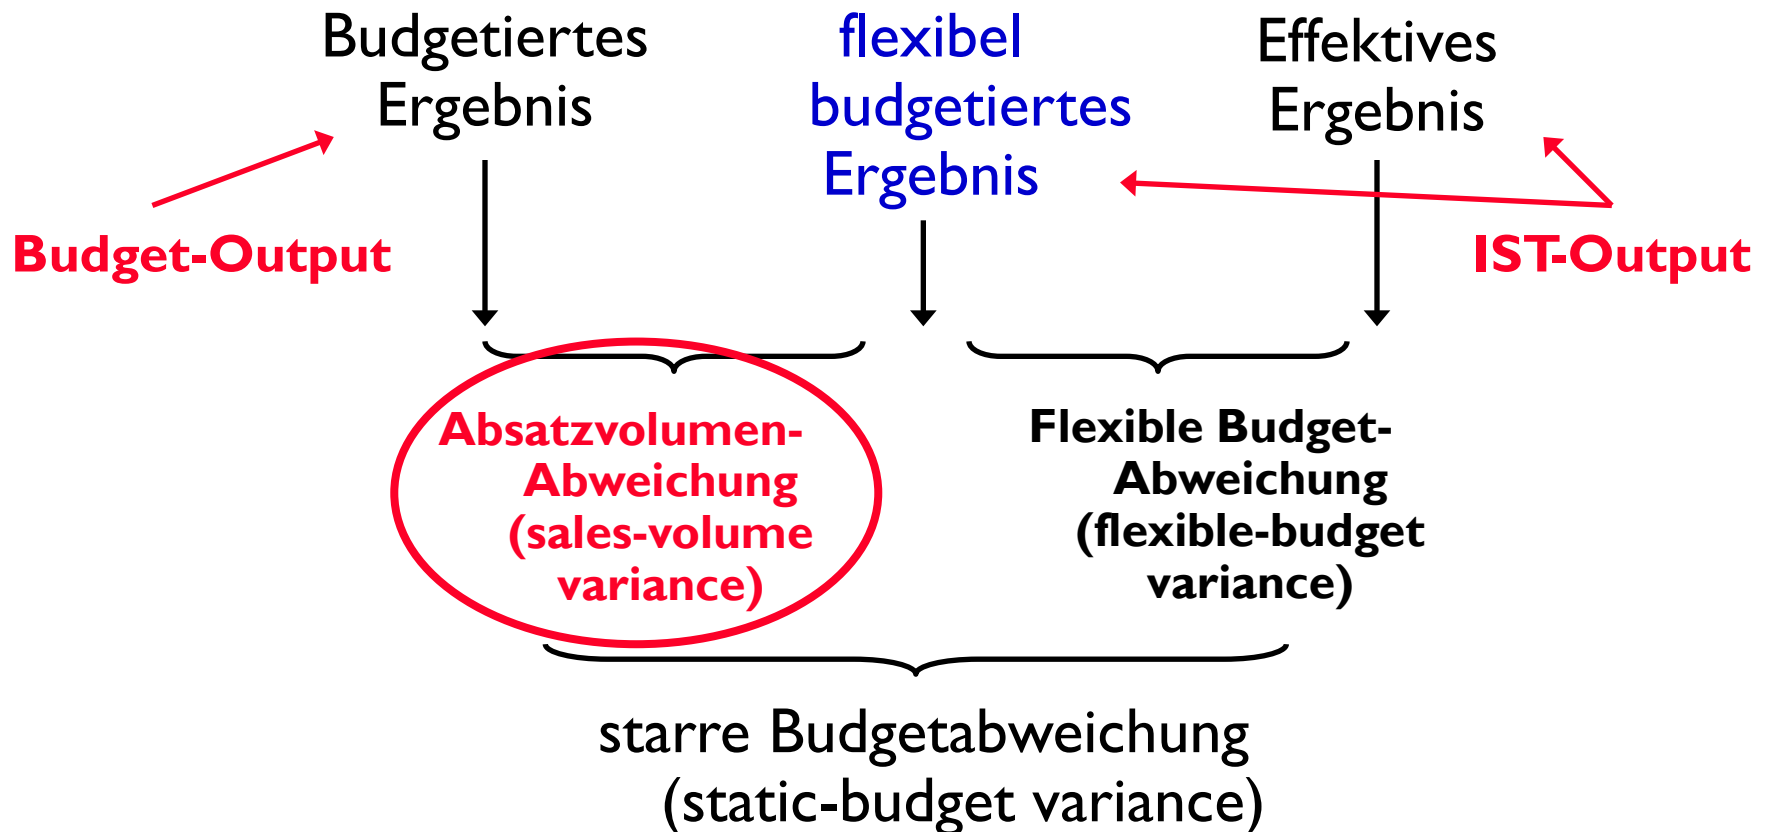 Budgetiertes
Ergebnis
flexibel
budgetiertes
Ergebnis
Effektives
Ergebnis
Budget-Output
IST-Output
Absatzvolumen-
Abweichung
(sales-volume
variance)
Flexible Budget-
Abweichung
(flexible-budget
variance)
starre Budgetabweichung
(static-budget variance)